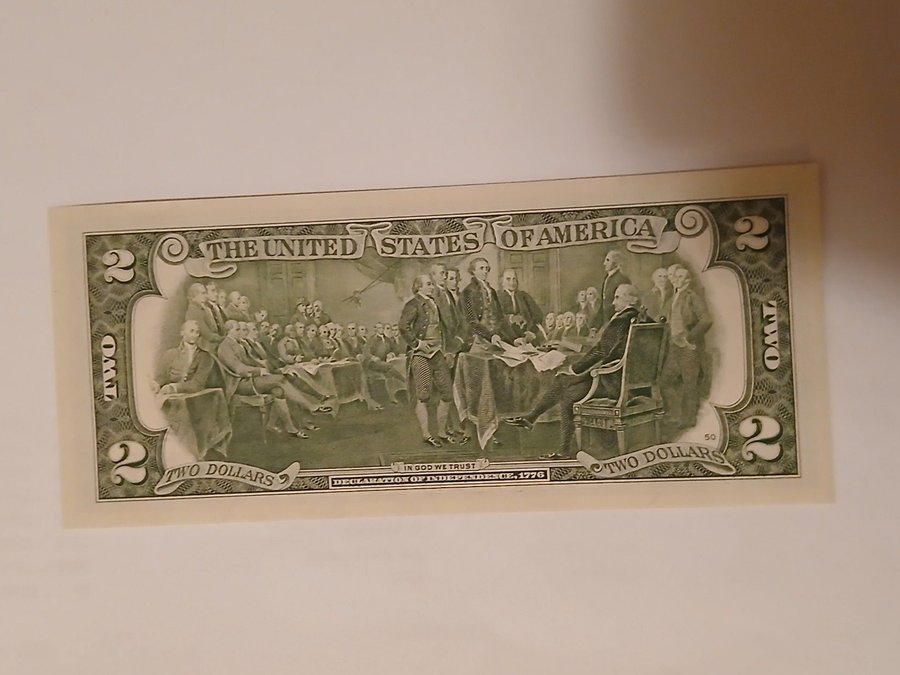 THE UNITED STATES OF AMERICA
2
2
TWO
TWO
2
2
50
TWO DOLLARS
IN GOD WE TRUST
TWO DOLLARS
DECLARATION OF INDEPENDENCE, 1776